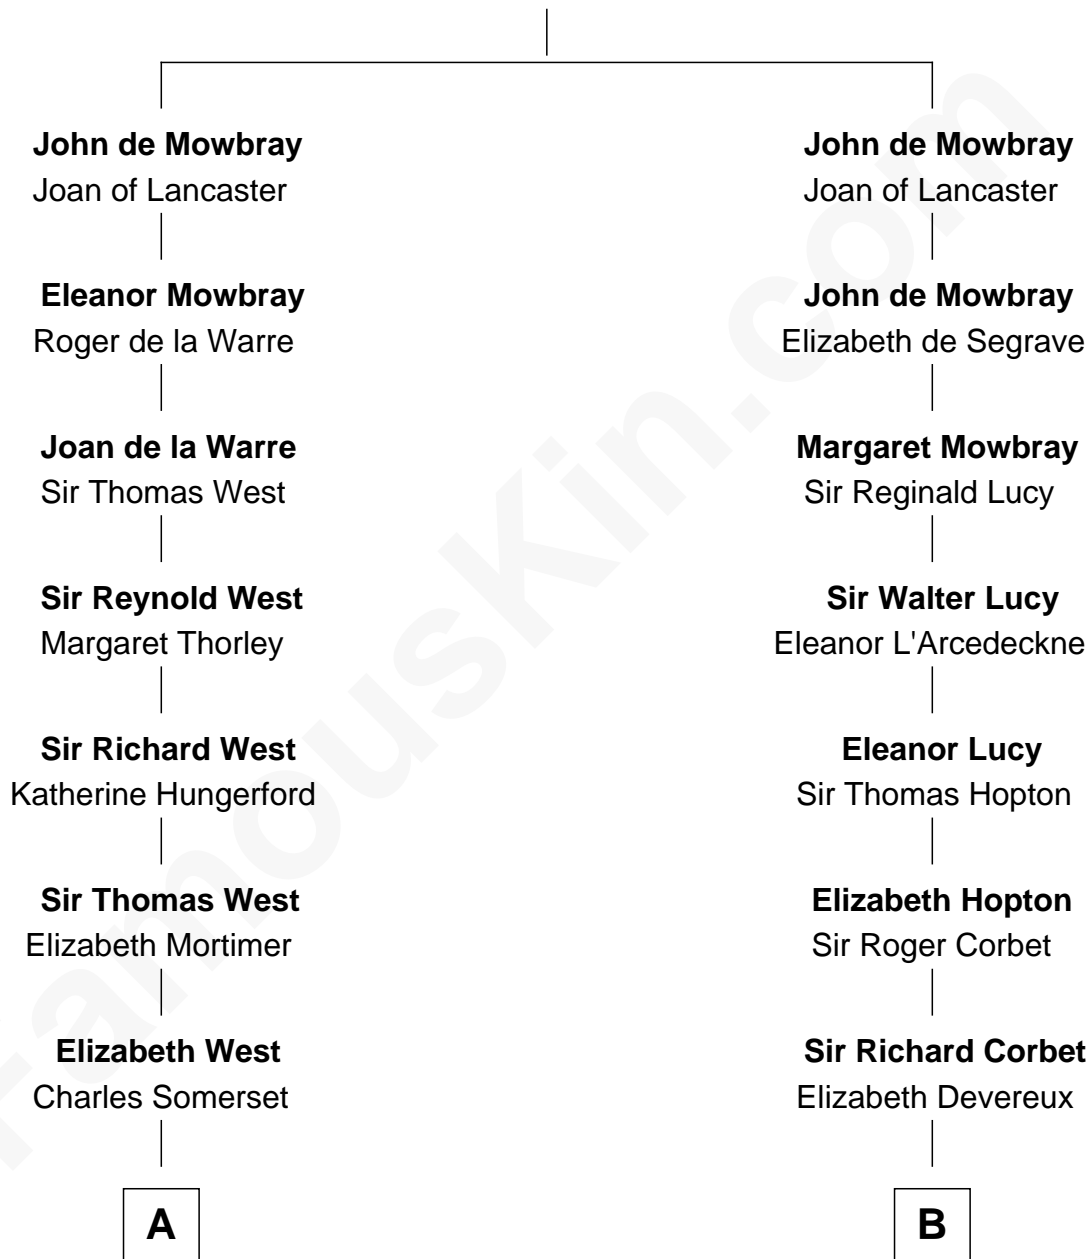 John de Mowbray
Joan of Lancaster
Eleanor Mowbray
Roger de la Warre
Joan de la Warre
Sir Thomas West
Sir Reynold West
Margaret Thorley
Sir Richard West
Katherine Hungerford
Sir Thomas West
Elizabeth Mortimer
Elizabeth West
Charles Somerset
A
John de Mowbray
Joan of Lancaster
John de Mowbray
Elizabeth de Segrave
Margaret Mowbray
Sir Reginald Lucy
Sir Walter Lucy
Eleanor L'Arcedeckne
Eleanor Lucy
Sir Thomas Hopton
Elizabeth Hopton
Sir Roger Corbet
Sir Richard Corbet
Elizabeth Devereux
B
FamousKin.com